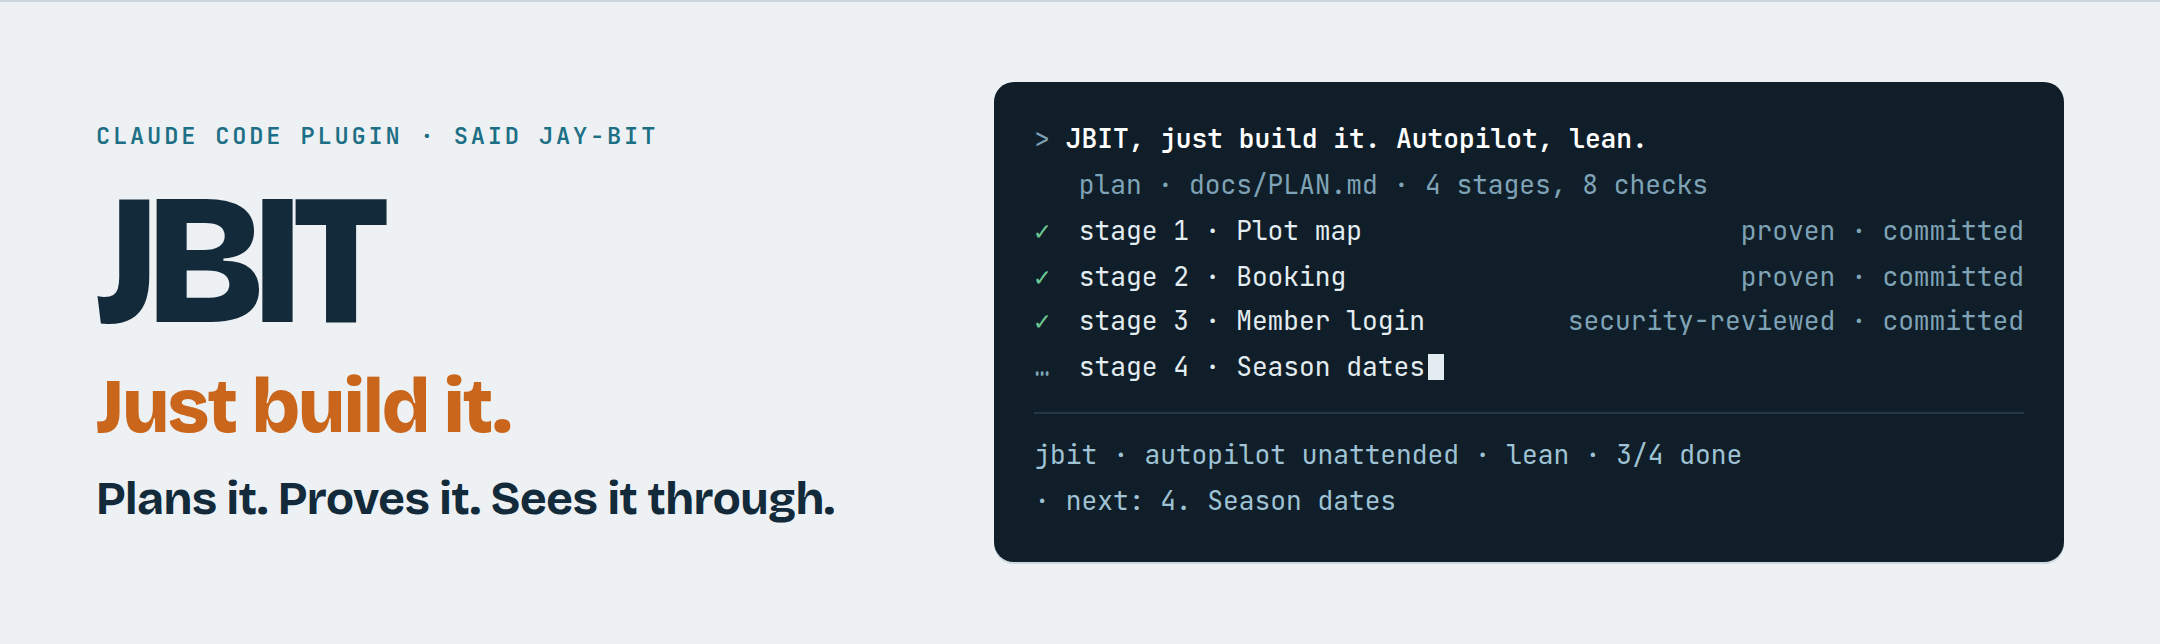 CLAUDE CODE PLUGIN · SAID JAY-BIT
JBIT
Just build it.
Plans it. Proves it. Sees it through.
> JBIT, just build it. Autopilot, lean.
plan · docs/PLAN.md · 4 stages, 8 checks
✓ stage 1 · Plot map proven · committed
✓ stage 2 · Booking proven · committed
✓ stage 3 · Member login security-reviewed · committed
… stage 4 · Season dates
jbit · autopilot unattended · lean · 3/4 done
· next: 4. Season dates